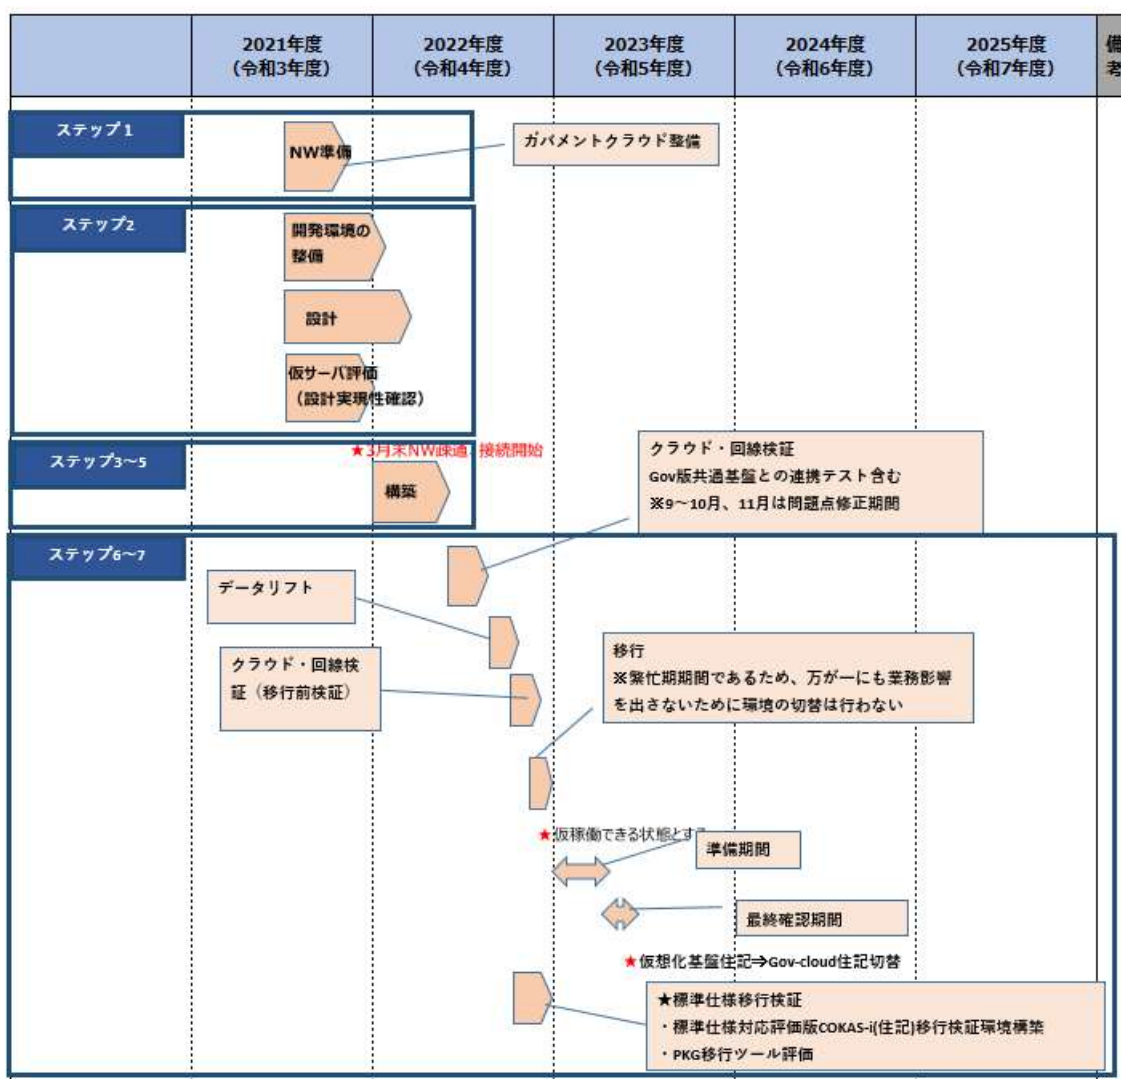 2021年度
(令和3年度)
2022年度
(令和4年度)
2023年度
(令和5年度)
2024年度
(令和6年度)
2025年度
(令和7年度)
備
考
ステップ1
NW準備
ガバメントクラウド整備
ステップ2
開発環境の
整備
設計
仮サーバ評価
（設計実現性確認）
ステップ3～5
★3月末NW疎通、接続開始
構築
クラウド・回線検証
Gov版共通基盤との連携テスト含む
※9～10月、11月は問題点修正期間
ステップ6～7
データリフト
クラウド・回線検
証（移行前検証）
移行
※繁忙期期間であるため、万が一にも業務影響
を出さないために環境の切替は行わない
★仮稼働できる状態とする
準備期間
最終確認期間
★仮想化基盤住記⇒Gov-cloud住記切替
★標準仕様移行検証
・標準仕様対応評価版COKAS-i(住記)移行検証環境構築
・PKG移行ツール評価